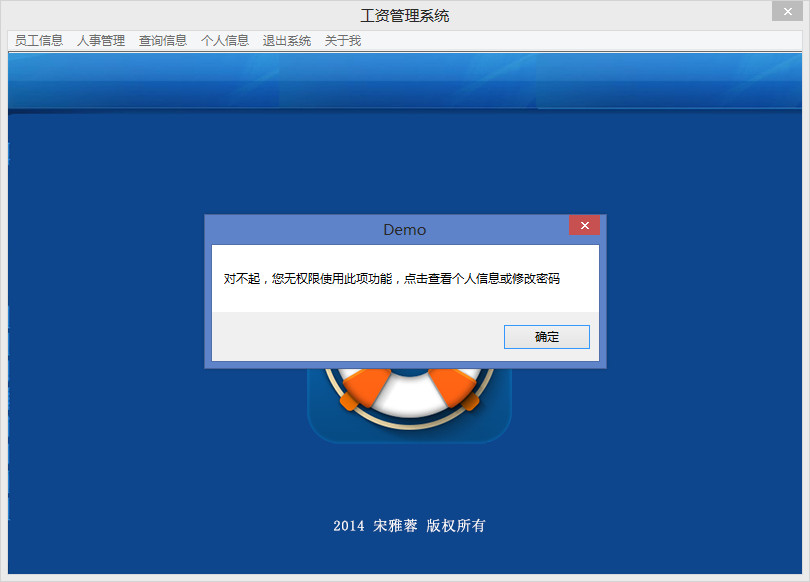 工资管理系统
员工信息 人事管理 查询信息 个人信息 退出系统 关于我
Demo
对不起，您无权限使用此项功能，点击查看个人信息或修改密码
确定
2014 宋雅蓉 版权所有